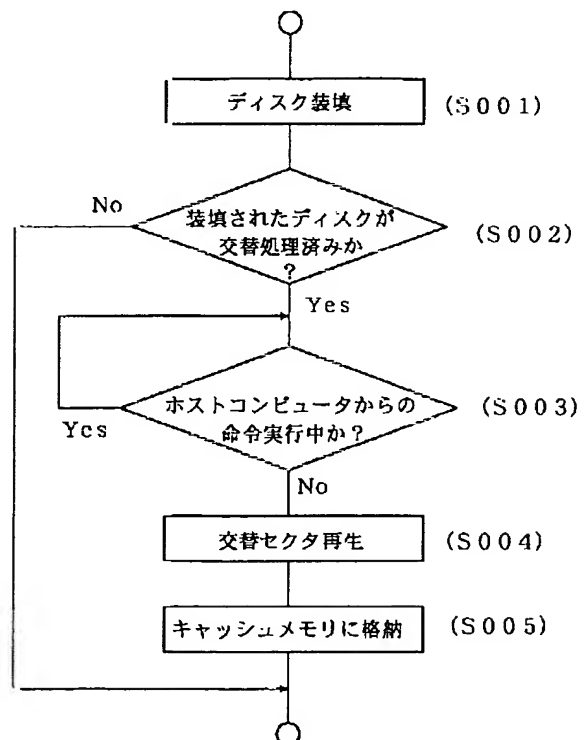 ディスク装填
(S001)
No
装填されたディスクが
交替処理済みか
?
(S002)
Yes
ホストコンピュータからの
命令実行中か?
(S003)
Yes
No
交替セクタ再生
(S004)
キャッシュメモリに格納
(S005)